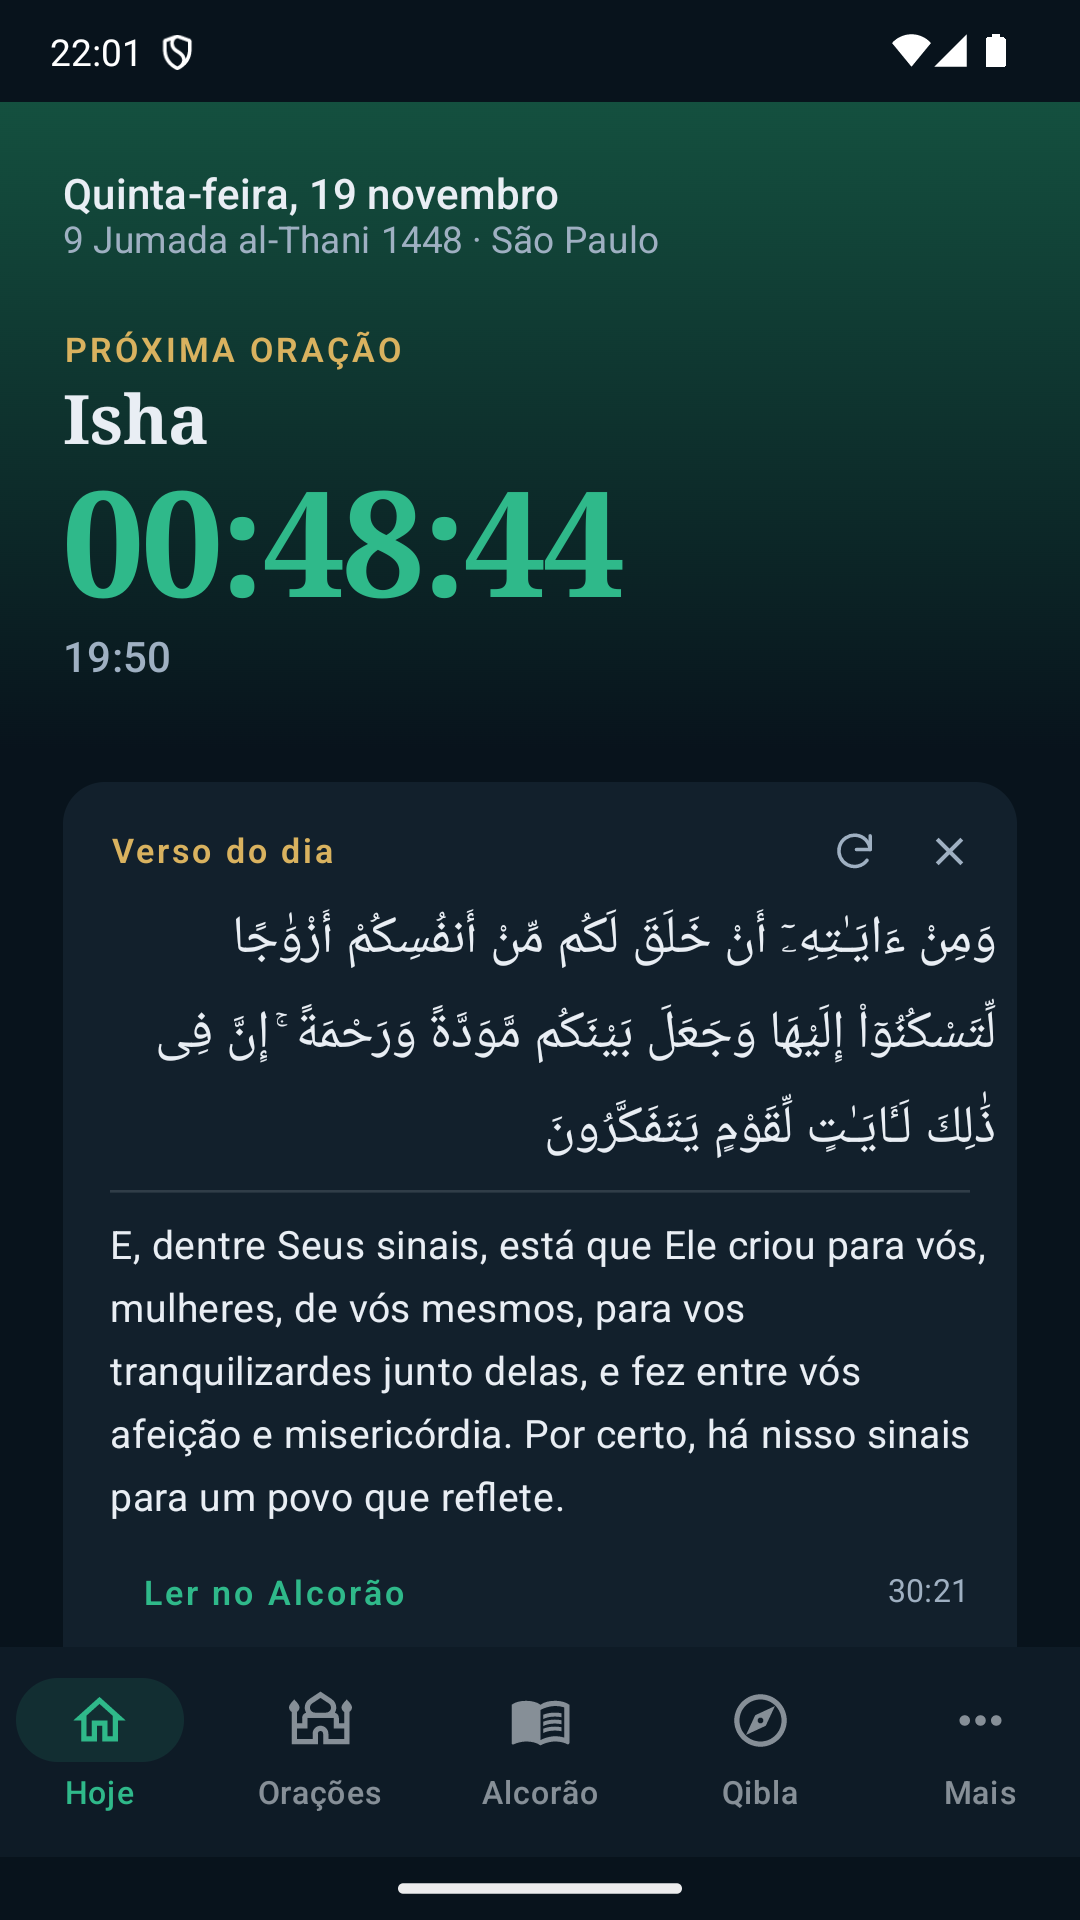 22:01
Quinta-feira, 19 novembro
9 Jumada al-Thani 1448 · São Paulo
PRÓXIMA ORAÇÃO
Isha
00:48:44
19:50
Verso do dia
وَمِنْ ءَايَـٰتِهِۦٓ أَنْ خَلَقَ لَكُم مِّنْ أَنفُسِكُمْ أَزْوَٰجًا
لِّتَسْكُنُوٓا۟ إِلَيْهَا وَجَعَلَ بَيْنَكُم مَّوَدَّةً وَرَحْمَةً ۚ إِنَّ فِى
ذَٰلِكَ لَـَٔايَـٰتٍ لِّقَوْمٍ يَتَفَكَّرُونَ
E, dentre Seus sinais, está que Ele criou para vós,
mulheres, de vós mesmos, para vos
tranquilizardes junto delas, e fez entre vós
afeição e misericórdia. Por certo, há nisso sinais
para um povo que reflete.
Ler no Alcorão
30:21
Hoje
Orações
Alcorão
Qibla
Mais